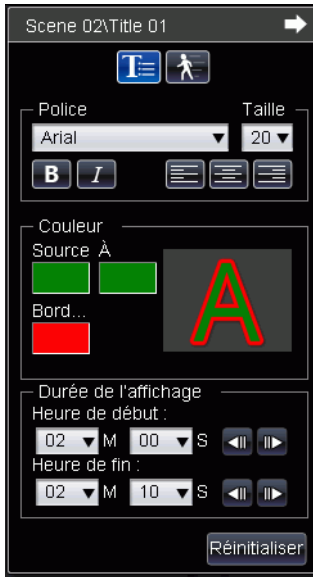 Scene 02\Title 01
T
Police Taille
Arial 20
B I
Couleur
Source À
Bord...
A
Durée de l'affichage
Heure de début :
02 M 00 S
Heure de fin :
02 M 10 S
Réinitialiser